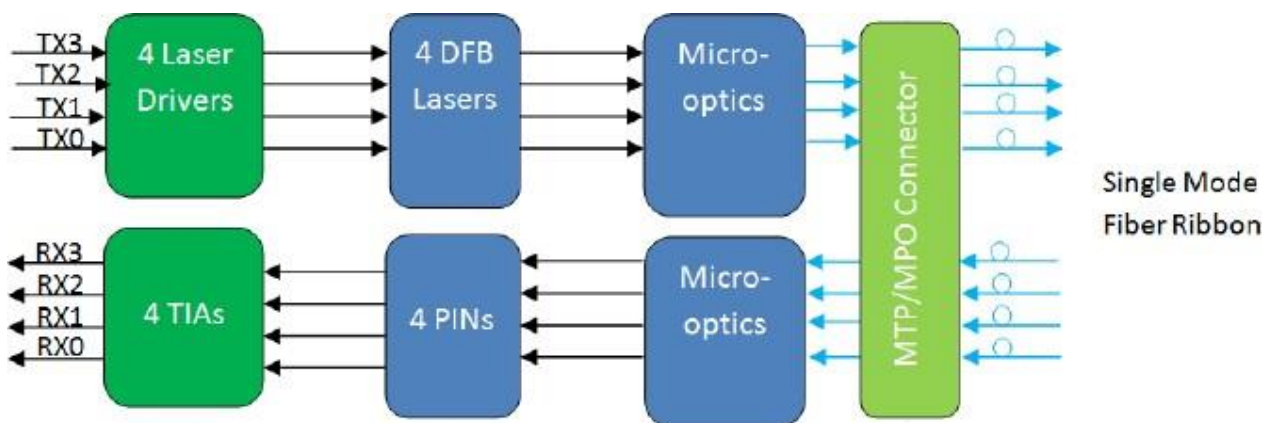 TX3
TX2
TX1
TX0
4 Laser
Drivers
4 DFB
Lasers
Micro-
optics
MTP/MPO Connector
Single Mode
Fiber Ribbon
RX3
RX2
RX1
RX0
4 TIAs
4 PINs
Micro-
optics